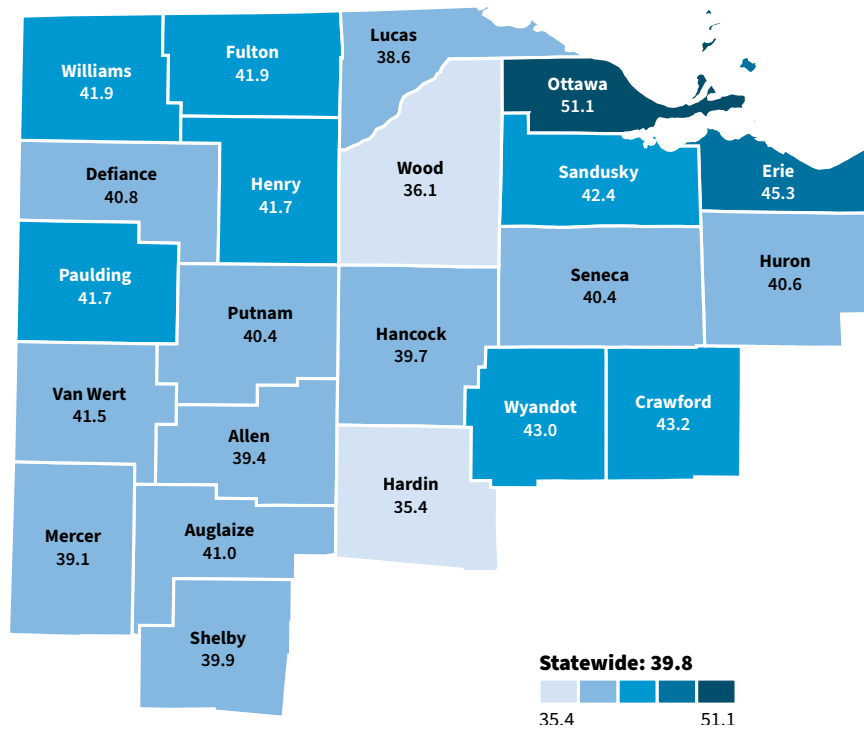 Lucas
38.6
Fulton
41.9
Williams
41.9
Ottawa
51.1
Wood
36.1
Sandusky
42.4
Erie
45.3
Defiance
40.8
Henry
41.7
Paulding
41.7
Seneca
40.4
Huron
40.6
Putnam
40.4
Hancock
39.7
Van Wert
41.5
Wyandot
43.0
Crawford
43.2
Allen
39.4
Hardin
35.4
Mercer
39.1
Auglaize
41.0
Shelby
39.9
Statewide: 39.8
35.4 51.1